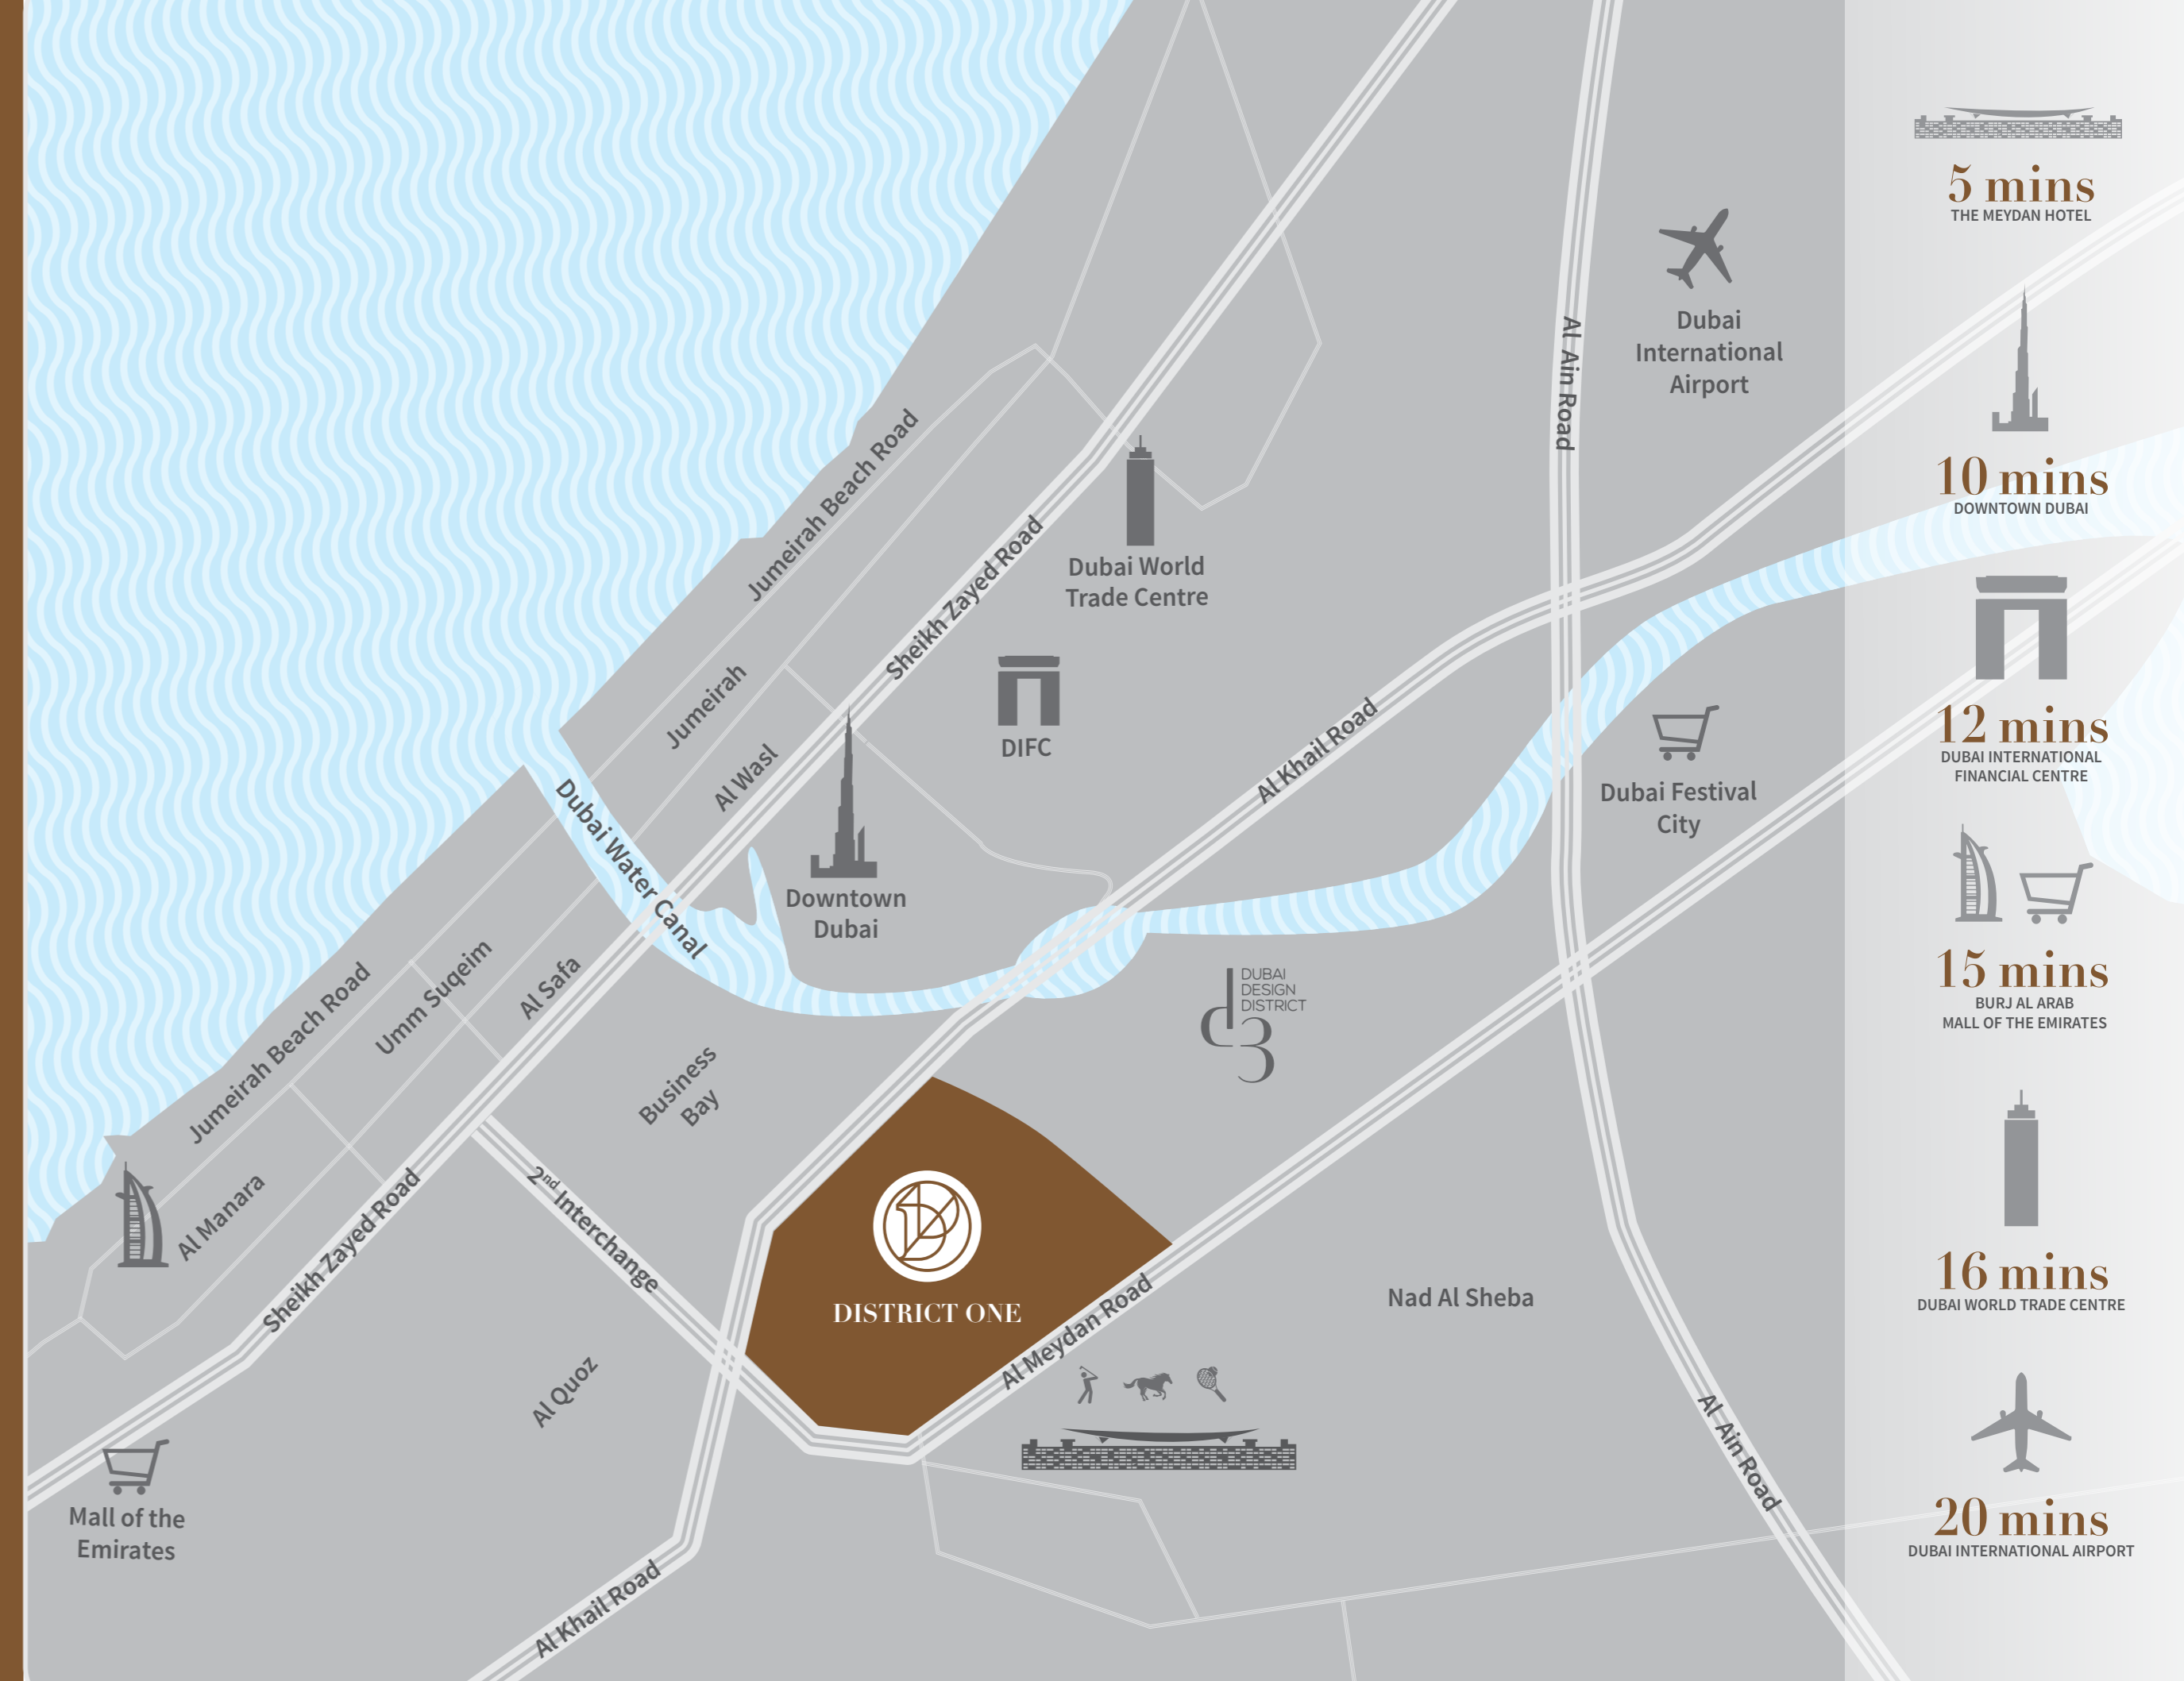 Jumeirah Beach Road
Sheikh Zayed Road
Al Ain Road
Dubai
International
Airport
Dubai World
Trade Centre
Jumeirah
Al Wasl
DIFC
Al Khail Road
Dubai Festival
City
Dubai Water Canal
Downtown
Dubai
DUBAI
DESIGN
DISTRICT
d3
Jumeirah Beach Road
Umm Suqeim
Al Safa
Business
Bay
Al Manara
Sheikh Zayed Road
2nd Interchange
DISTRICT ONE
Al Meydan Road
Nad Al Sheba
Al Quoz
Al Ain Road
Mall of the
Emirates
Al Khail Road
5 mins
THE MEYDAN HOTEL
10 mins
DOWNTOWN DUBAI
12 mins
DUBAI INTERNATIONAL
FINANCIAL CENTRE
15 mins
BURJ AL ARAB
MALL OF THE EMIRATES
16 mins
DUBAI WORLD TRADE CENTRE
20 mins
DUBAI INTERNATIONAL AIRPORT